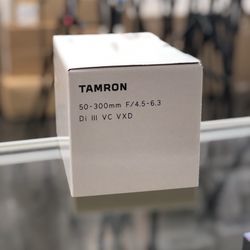 TAMRON
50-300mm F/4.5-6.3
Di III VC VXD